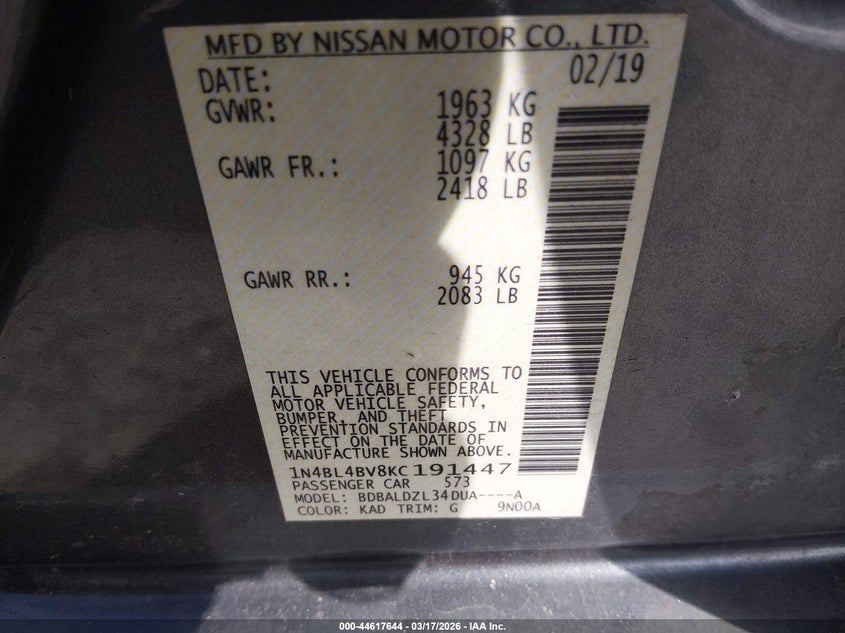 MFD BY NISSAN MOTOR CO., LTD.
DATE: 02/19
GVWR: 1963 KG
4328 LB
GAWR FR.: 1097 KG
2418 LB
GAWR RR.: 945 KG
2083 LB
THIS VEHICLE CONFORMS TO
ALL APPLICABLE FEDERAL
MOTOR VEHICLE SAFETY,
BUMPER, AND THEFT
PREVENTION STANDARDS IN
EFFECT ON THE DATE OF
MANUFACTURE SHOWN ABOVE.
1N4BL4BV8KC191447
PASSENGER CAR 573
MODEL: BDBALDZL34DUA----A
COLOR: KAD TRIM: G 9N00A
000-44617644 — 03/17/2026 — IAA Inc.